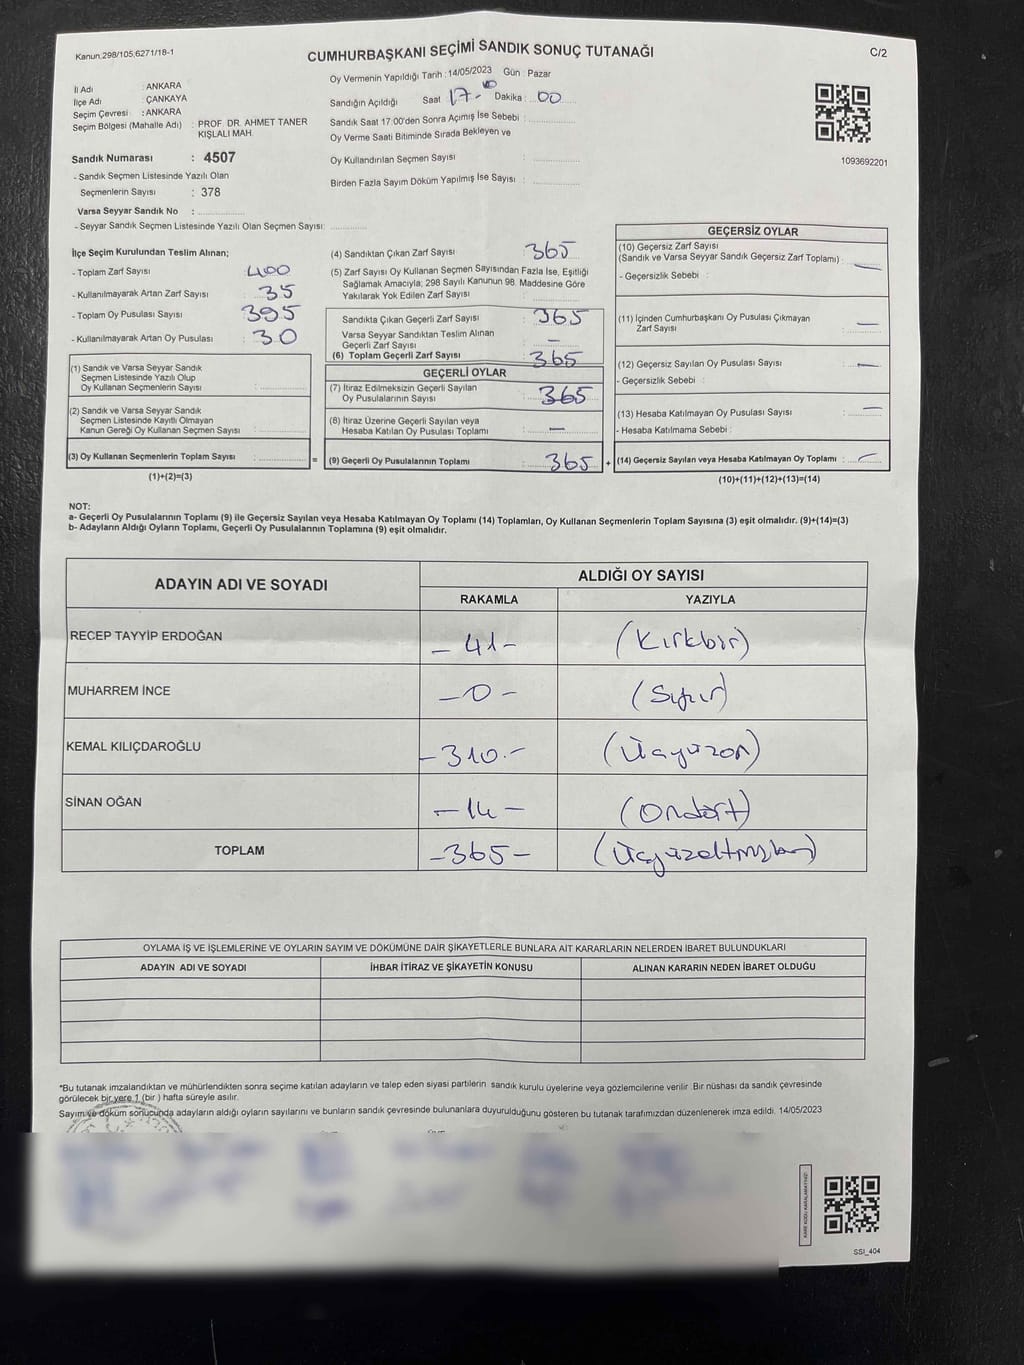 Kanun,298/105,6271/18-1
CUMHURBAŞKANI SEÇİMİ SANDIK SONUÇ TUTANAĞI
C/2
İl Adı : ANKARA
İlçe Adı : ÇANKAYA
Seçim Çevresi : ANKARA
Seçim Bölgesi (Mahalle Adı) : PROF. DR. AHMET TANER
KIŞLALI MAH.
Sandık Numarası : 4507
- Sandık Seçmen Listesinde Yazılı Olan
Seçmenlerin Sayısı : 378
Varsa Seyyar Sandık No :
- Seyyar Sandık Seçmen Listesinde Yazılı Olan Seçmen Sayısı:
Oy Vermenin Yapıldığı Tarih : 14/05/2023 Gün : Pazar
Sandığın Açıldığı Saat : 17- Dakika : 00
Sandık Saat 17:00'den Sonra Açımış İse Sebebi :
Oy Verme Saati Bitiminde Sırada Bekleyen ve
Oy Kullandırılan Seçmen Sayısı :
Birden Fazla Sayım Döküm Yapılmış İse Sayısı :
1093692201
İlçe Seçim Kurulundan Teslim Alınan;
- Toplam Zarf Sayısı : 400
- Kullanılmayarak Artan Zarf Sayısı : 35
- Toplam Oy Pusulası Sayısı : 395
- Kullanılmayarak Artan Oy Pusulası : 30
(1) Sandık ve Varsa Seyyar Sandık
Seçmen Listesinde Yazılı Olup
Oy Kullanan Seçmenlerin Sayısı :
(2) Sandık ve Varsa Seyyar Sandık
Seçmen Listesinde Kayıtlı Olmayan
Kanun Gereği Oy Kullanan Seçmen Sayısı :
(3) Oy Kullanan Seçmenlerin Toplam Sayısı :
(1)+(2)=(3)
(4) Sandıktan Çıkan Zarf Sayısı : 365
(5) Zarf Sayısı Oy Kullanan Seçmen Sayısından Fazla İse, Eşitliği
Sağlamak Amacıyla; 298 Sayılı Kanunun 98. Maddesine Göre
Yakılarak Yok Edilen Zarf Sayısı :
Sandıkta Çıkan Geçerli Zarf Sayısı : 365
Varsa Seyyar Sandıktan Teslim Alınan
Geçerli Zarf Sayısı : —
(6) Toplam Geçerli Zarf Sayısı : 365
GEÇERLİ OYLAR
(7) İtiraz Edilmeksizin Geçerli Sayılan
Oy Pusulalarının Sayısı : 365
(8) İtiraz Üzerine Geçerli Sayılan ve
Hesaba Katılan Oy Pusulası Toplamı : —
= (9) Geçerli Oy Pusulalarının Toplamı : 365 +
GEÇERSİZ OYLAR
(10) Geçersiz Zarf Sayısı
(Sandık ve Varsa Seyyar Sandık Geçersiz Zarf Toplamı) : —
- Geçersizlik Sebebi :
(11) İçinden Cumhurbaşkanı Oy Pusulası Çıkmayan
Zarf Sayısı : —
(12) Geçersiz Sayılan Oy Pusulası Sayısı : —
- Geçersizlik Sebebi :
(13) Hesaba Katılmayan Oy Pusulası Sayısı : —
- Hesaba Katılmama Sebebi :
(14) Geçersiz Sayılan veya Hesaba Katılmayan Oy Toplamı : —
(10)+(11)+(12)+(13)=(14)
NOT:
a- Geçerli Oy Pusulalarının Toplamı (9) ile Geçersiz Sayılan veya Hesaba Katılmayan Oy Toplamı (14) Toplamları, Oy Kullanan Seçmenlerin Toplam Sayısına (3) eşit olmalıdır. (9)+(14)=(3)
b- Adayların Aldığı Oyların Toplamı, Geçerli Oy Pusulalarının Toplamına (9) eşit olmalıdır.
ADAYIN ADI VE SOYADI
ALDIĞI OY SAYISI
RAKAMLA YAZIYLA
RECEP TAYYİP ERDOĞAN - 41- (Kırkbir)
MUHARREM İNCE -0- (Sıfır)
KEMAL KILIÇDAROĞLU -310.- (Üçyüzon)
SİNAN OĞAN -14- (Ondört)
TOPLAM -365- (Üçyüzaltmışbeş)
OYLAMA İŞ VE İŞLEMLERİNE VE OYLARIN SAYIM VE DÖKÜMÜNE DAİR ŞİKAYETLERLE BUNLARA AİT KARARLARIN NELERDEN İBARET BULUNDUKLARI
ADAYIN ADI VE SOYADI İHBAR İTİRAZ VE ŞİKAYETİN KONUSU ALINAN KARARIN NEDEN İBARET OLDUĞU
*Bu tutanak imzalandıktan ve mühürlendikten sonra seçime katılan adayların ve talep eden siyasi partilerin sandık kurulu üyelerine veya gözlemcilerine verilir. Bir nüshası da sandık çevresinde
görülecek bir yere 1 (bir ) hafta süreyle asılır.
Sayım ve döküm sonucunda adayların aldığı oyların sayılarını ve bunların sandık çevresinde bulunanlara duyurulduğunu gösteren bu tutanak tarafımızdan düzenlenerek imza edildi. 14/05/2023
KARE KODU KARALAMAYINIZ!
SSİ_404